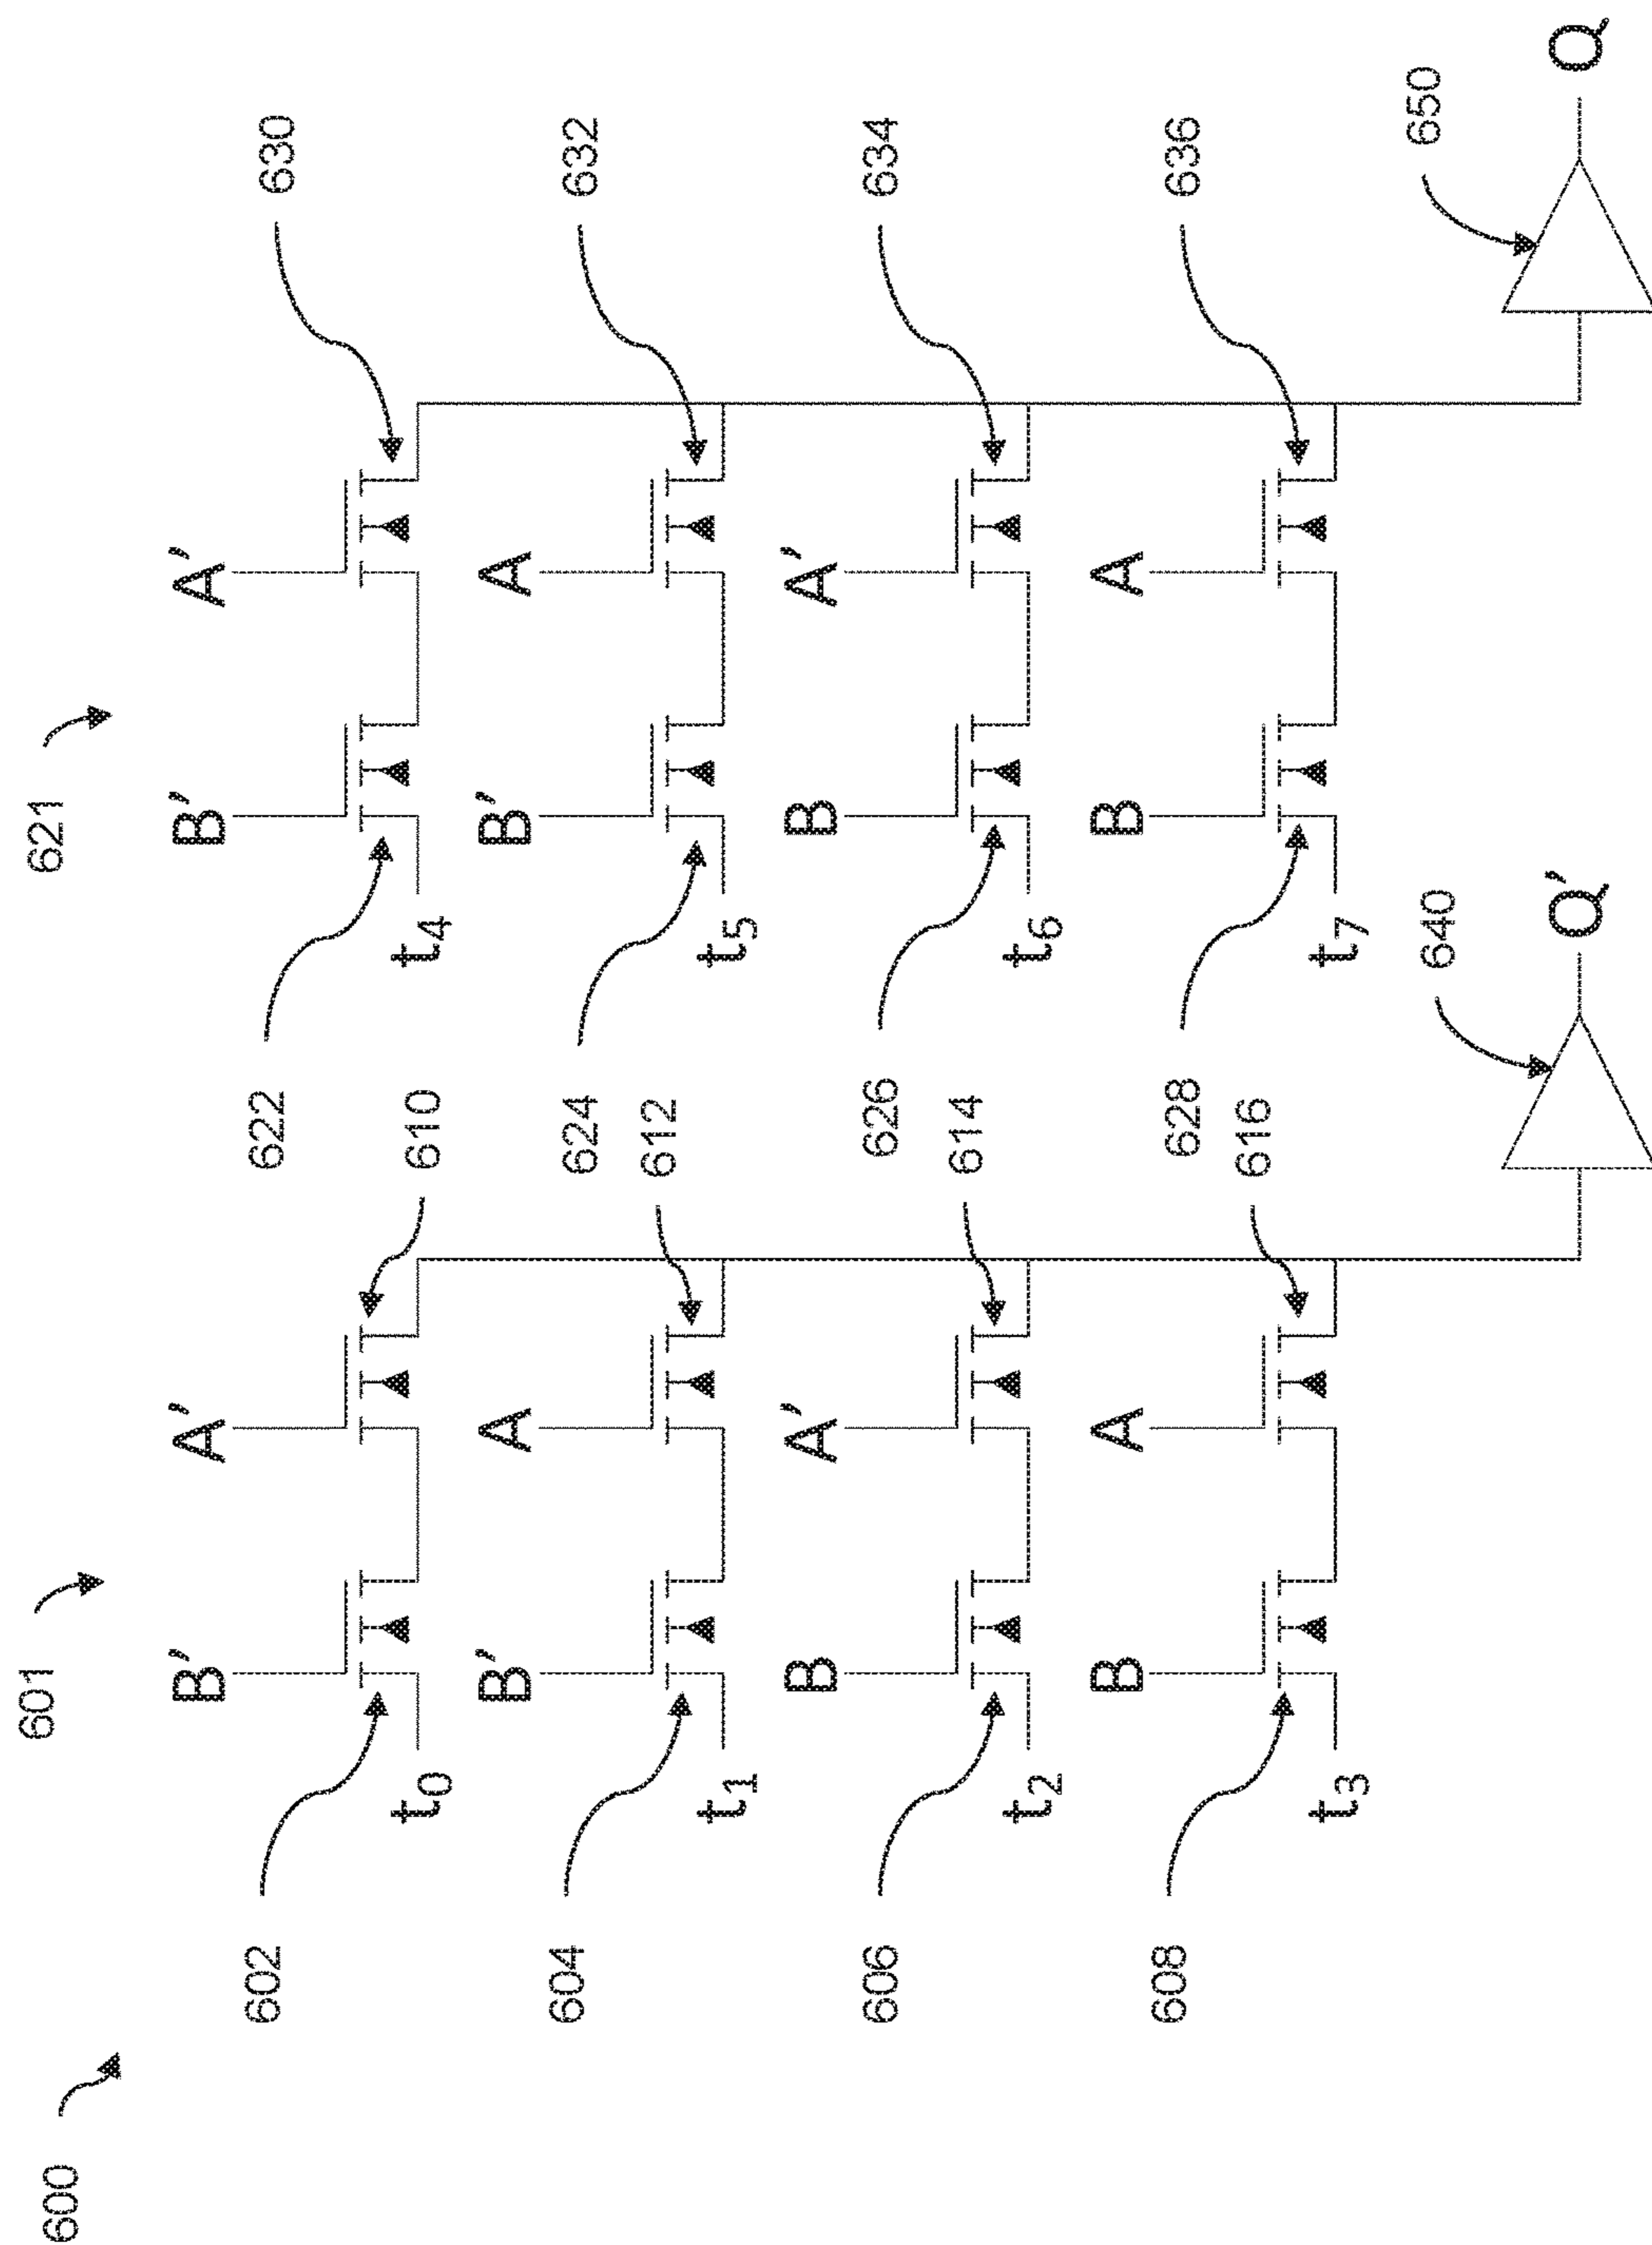 600 601 621
B′ A′ B′ A′
602 622 630
t₀ 610 t₄
B′ A B′ A
604 624 632
612
t₁ t₅
B A′ B A′
606 626 634
614
t₂ t₆
B A B A
608 628 636
616
t₃ t₇
640 650
Q′ Q